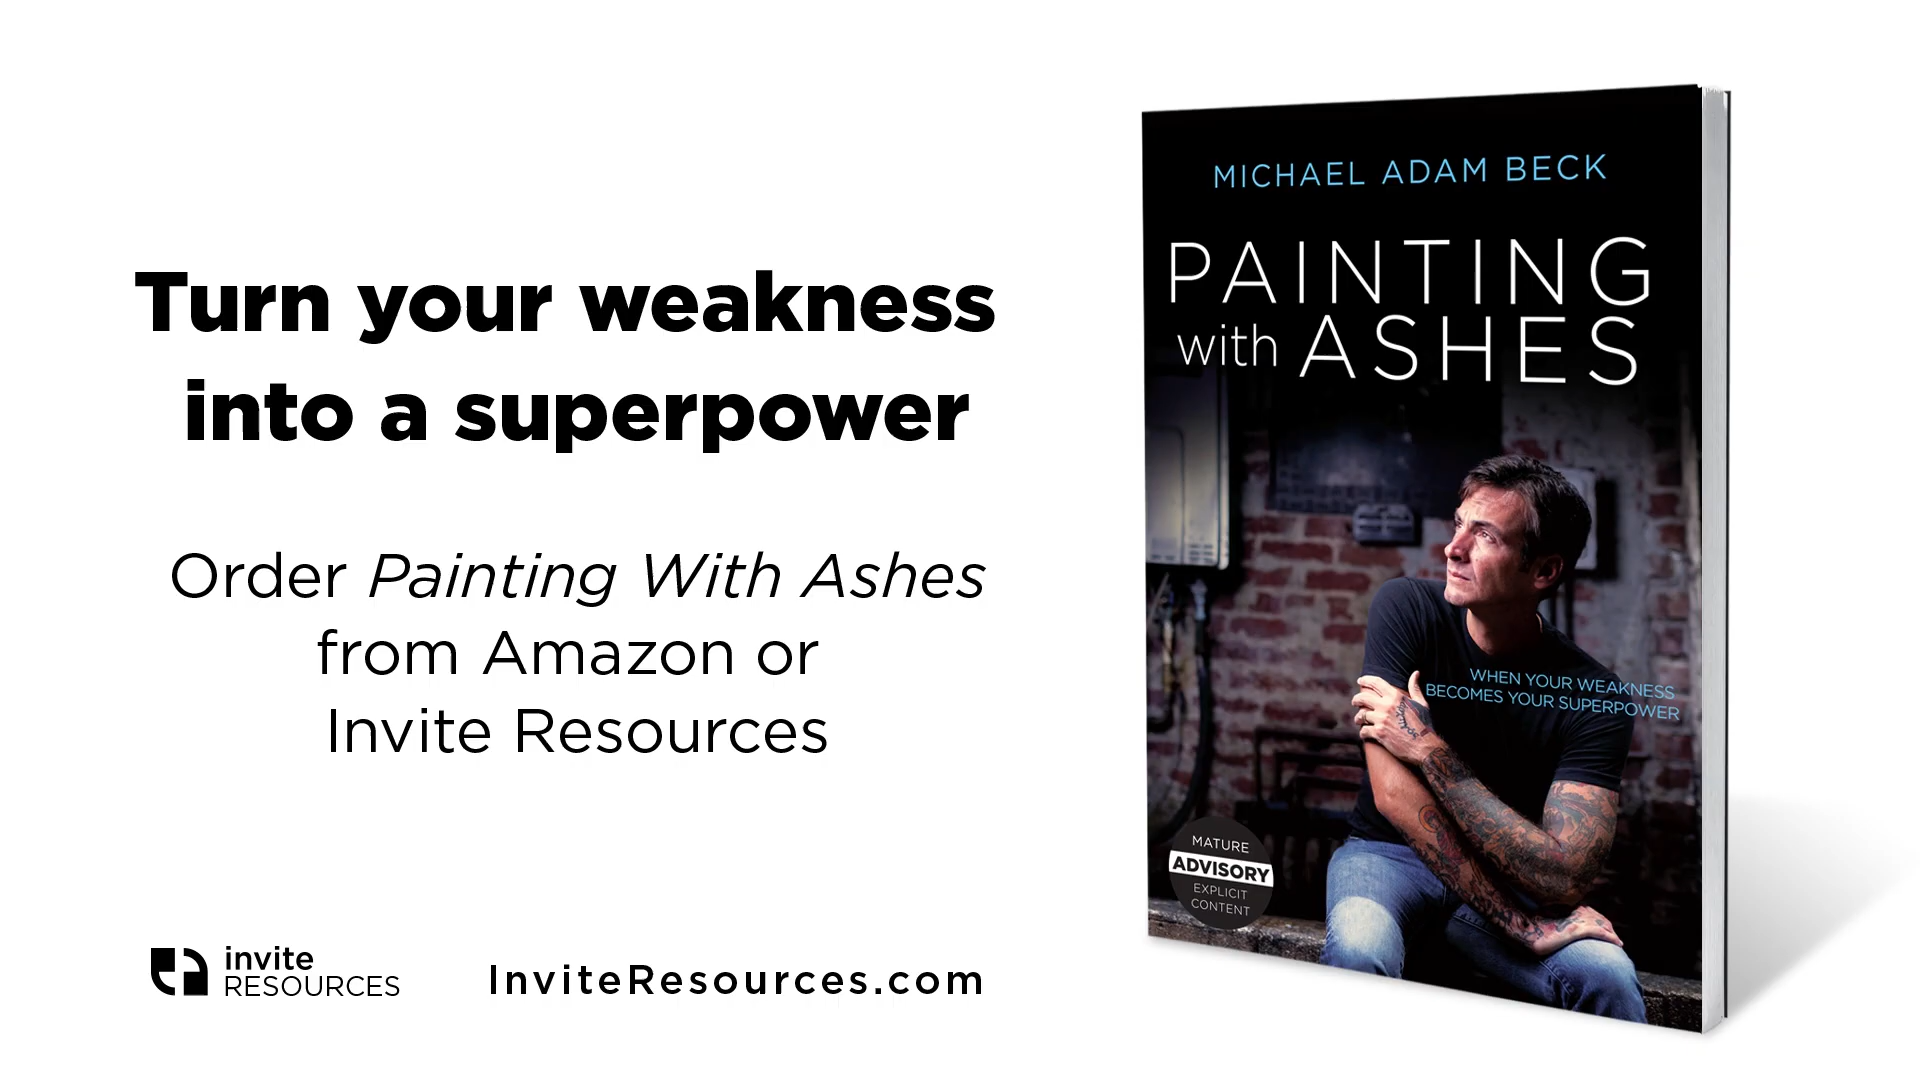 Turn your weakness
into a superpower
Order Painting With Ashes
from Amazon or
Invite Resources
invite
RESOURCES
InviteResources.com
MICHAEL ADAM BECK
PAINTING
with ASHES
WHEN YOUR WEAKNESS
BECOMES YOUR SUPERPOWER
MATURE
ADVISORY
EXPLICIT
CONTENT